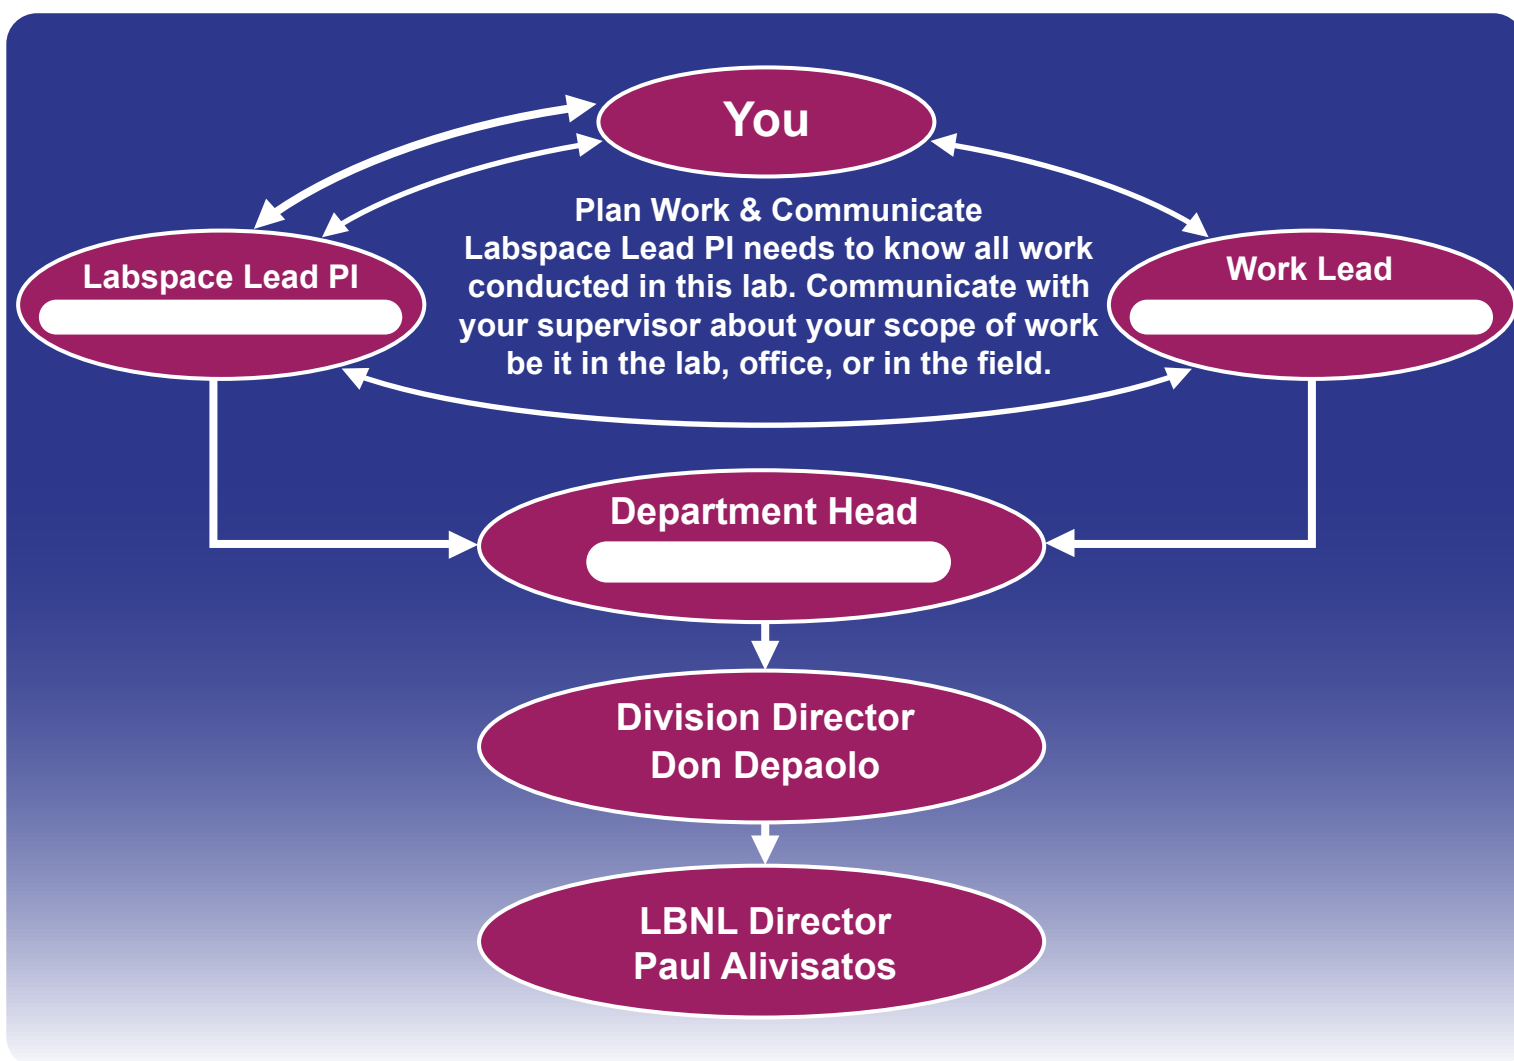 You
Plan Work & Communicate
Labspace Lead PI needs to know all work
conducted in this lab. Communicate with
your supervisor about your scope of work
be it in the lab, office, or in the field.
Labspace Lead PI
Work Lead
Department Head
Division Director
Don Depaolo
LBNL Director
Paul Alivisatos